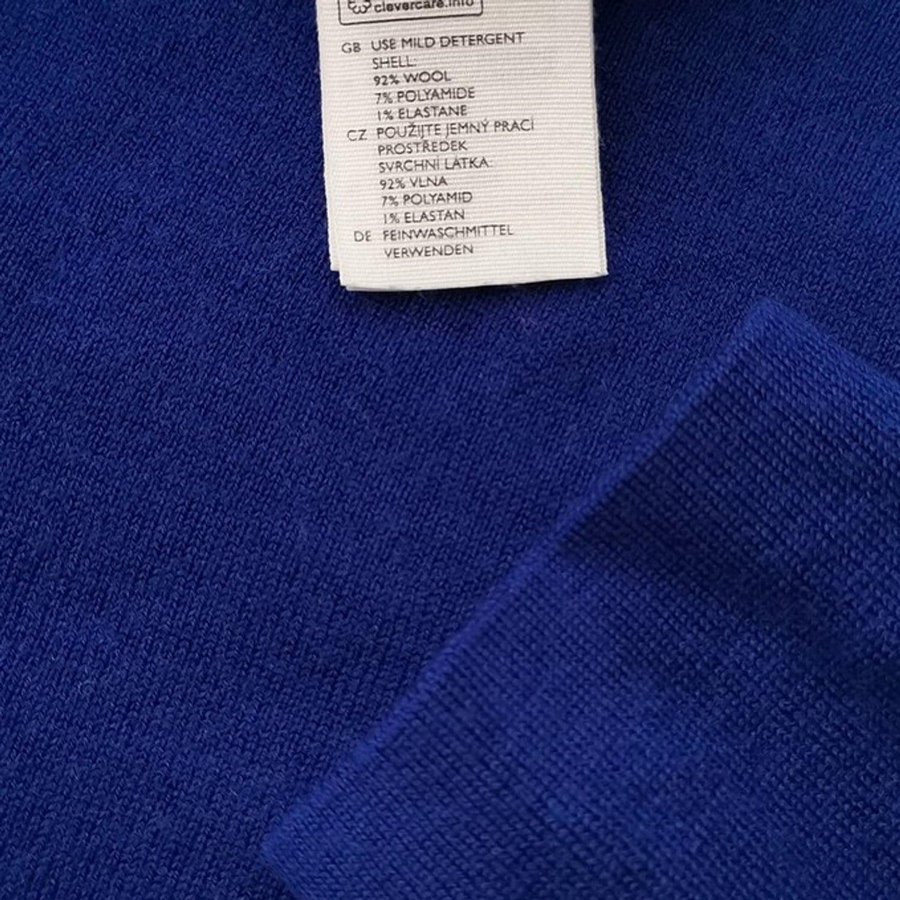 clevercare.info
GB USE MILD DETERGENT
SHELL:
92% WOOL
7% POLYAMIDE
1% ELASTANE
CZ POUŽIJTE JEMNÝ PRACÍ
PROSTŘEDEK
SVRCHNÍ LÁTKA:
92% VLNA
7% POLYAMID
1% ELASTAN
DE FEINWASCHMITTEL
VERWENDEN